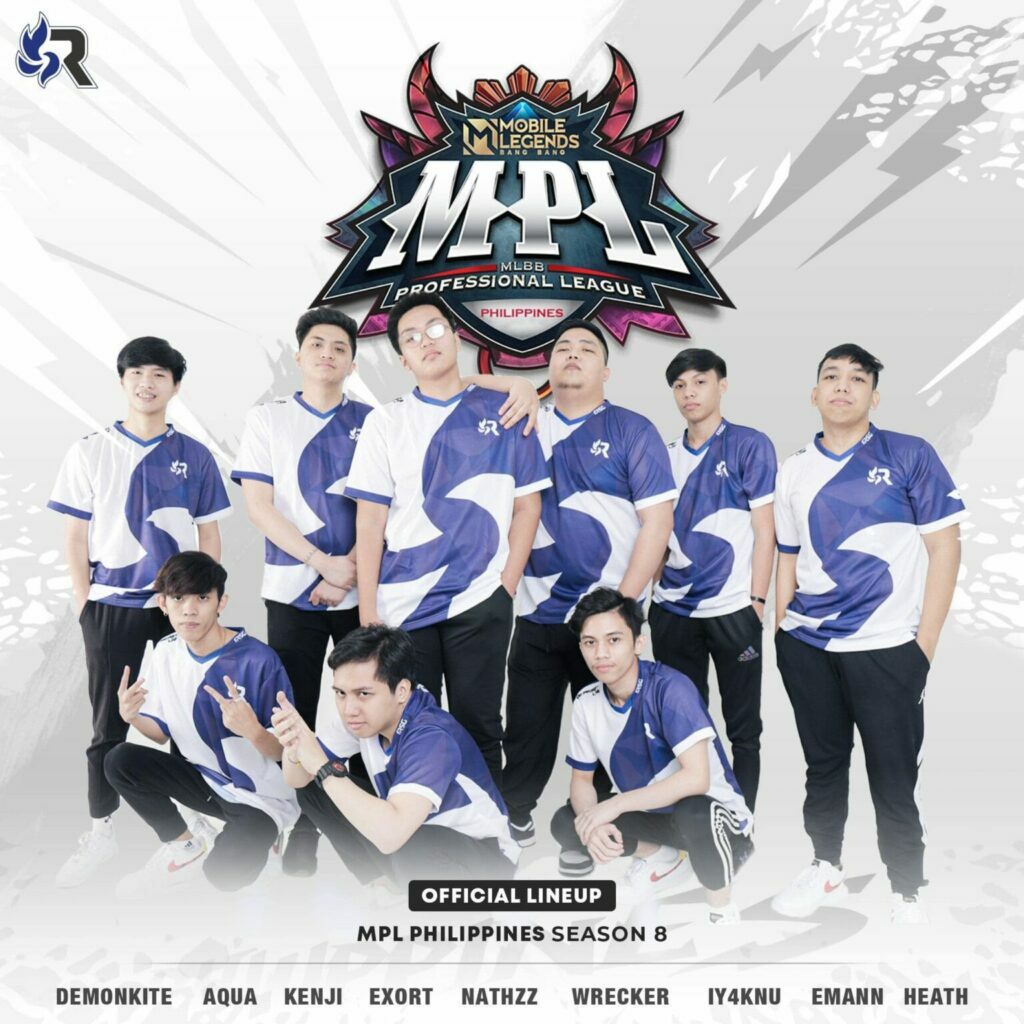 R
MOBILE
LEGENDS
BANG BANG
MPL
MLBB
PROFESSIONAL LEAGUE
PHILIPPINES
OFFICIAL LINEUP
MPL PHILIPPINES SEASON 8
DEMONKITE AQUA KENJI EXORT NATHZZ WRECKER IY4KNU EMANN HEATH